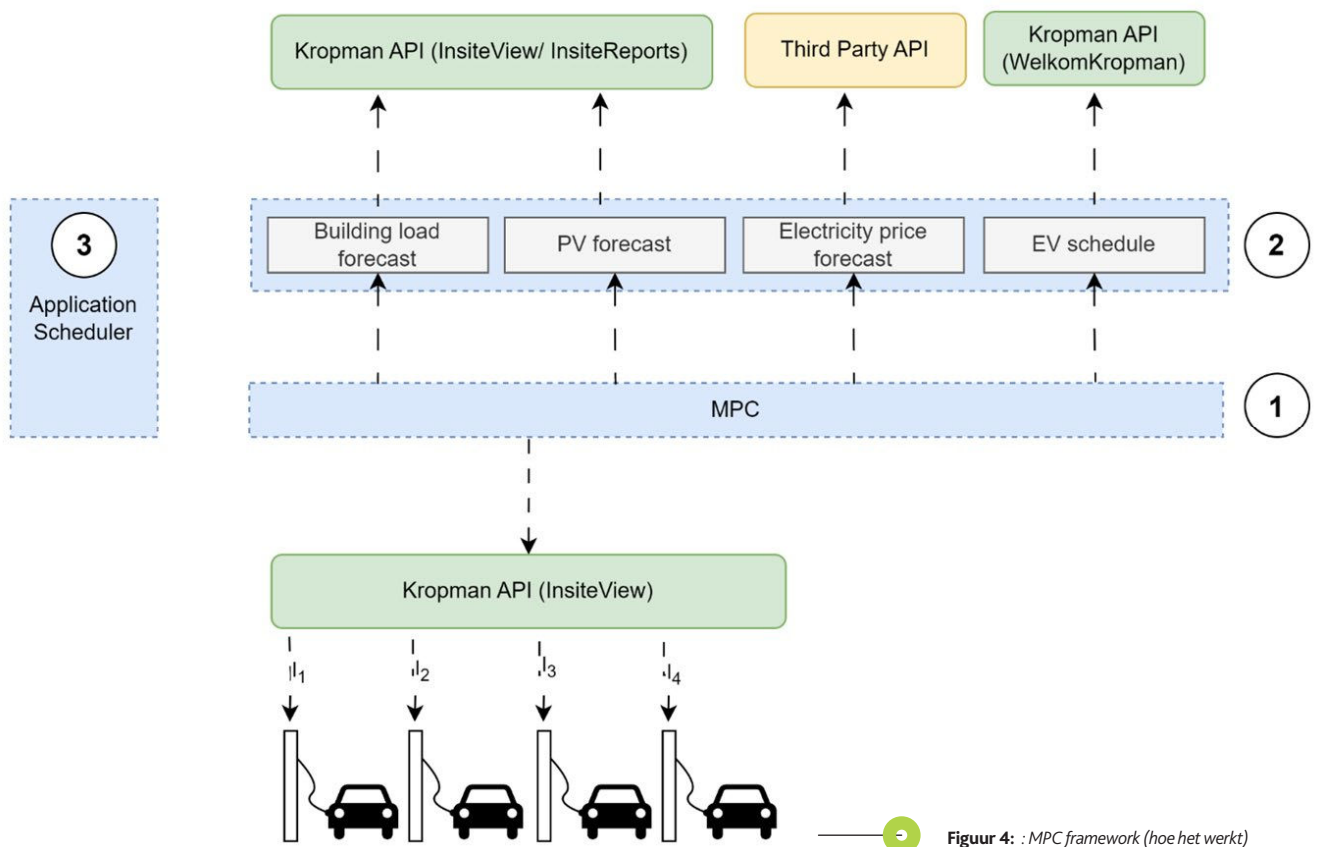 Kropman API (InsiteView/ InsiteReports)
Third Party API
Kropman API
(WelkomKropman)
3
Application
Scheduler
Building load
forecast
PV forecast
Electricity price
forecast
EV schedule
2
MPC
1
Kropman API (InsiteView)
I₁
I₂
I₃
I₄
Figuur 4: : MPC framework (hoe het werkt)